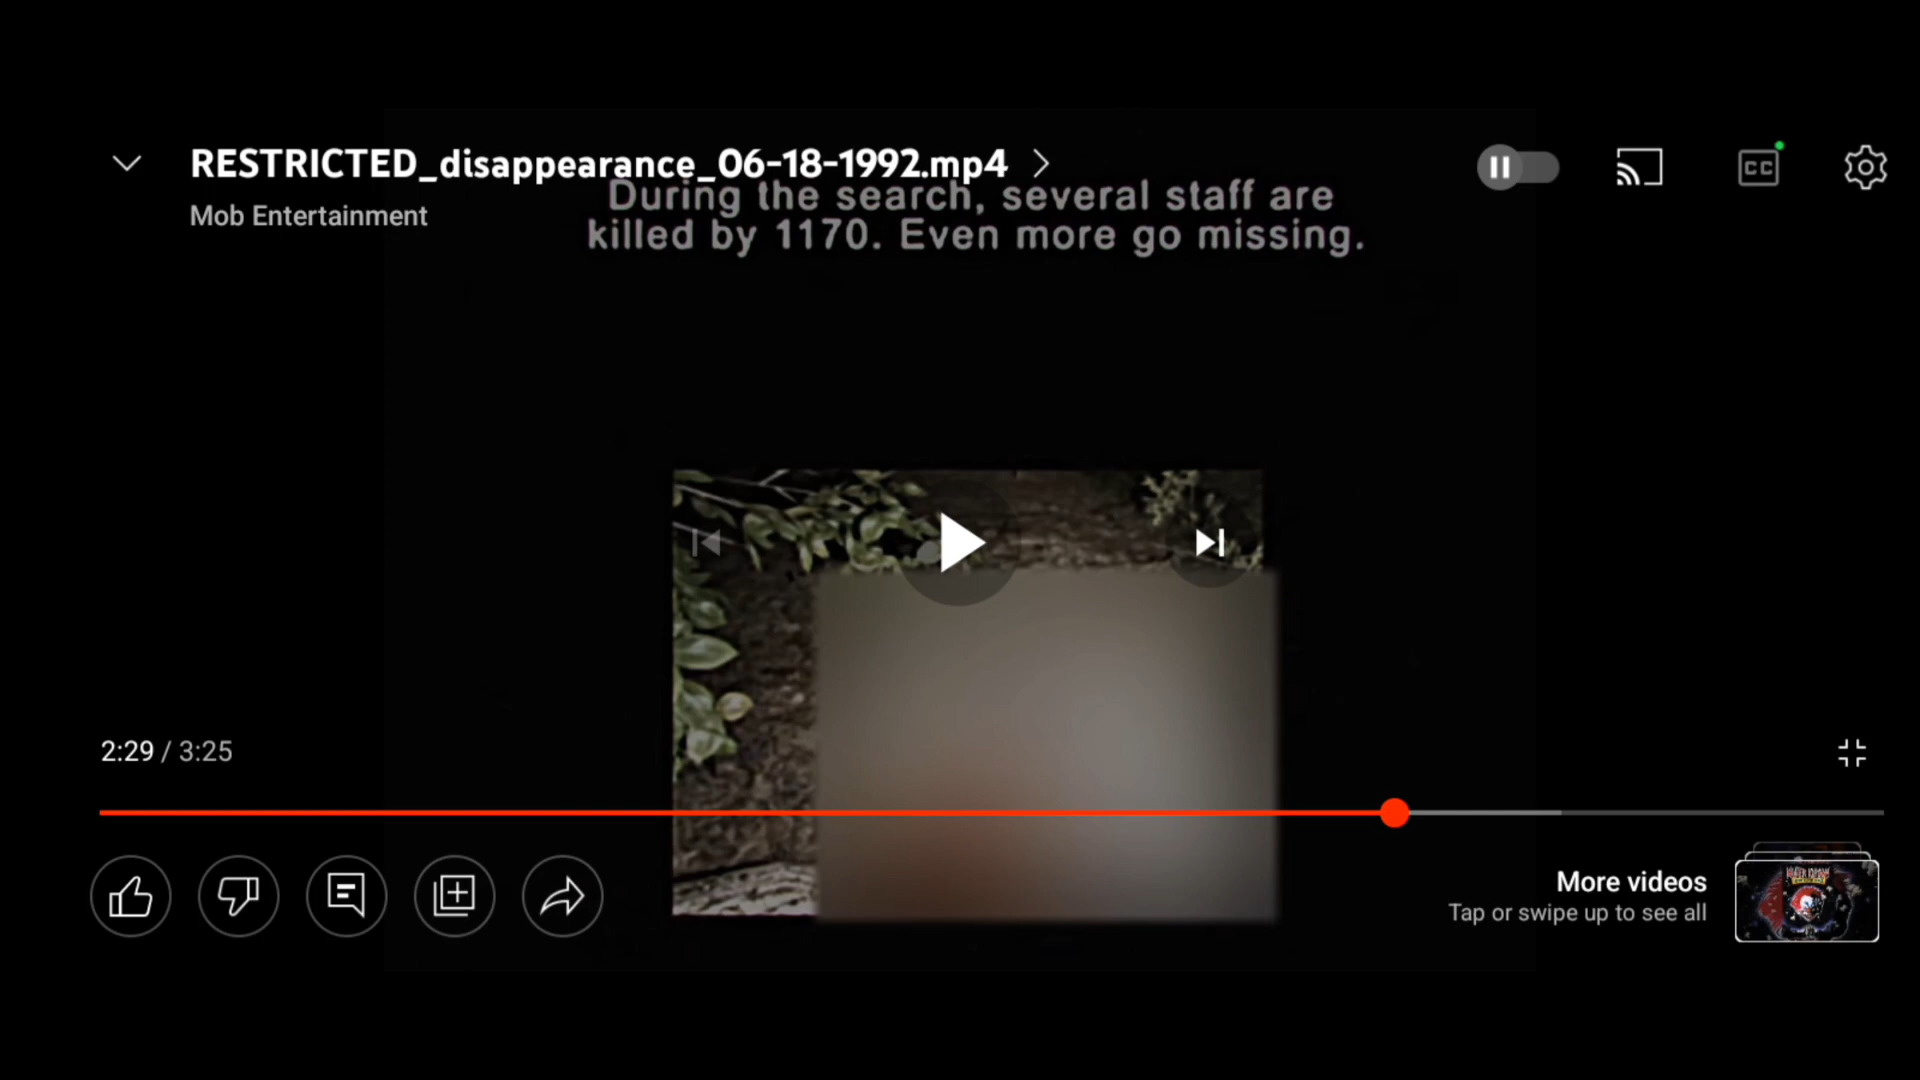 RESTRICTED_disappearance_06-18-1992.mp4
Mob Entertainment
During the search, several staff are
killed by 1170. Even more go missing.
CC
2:29 / 3:25
More videos
Tap or swipe up to see all